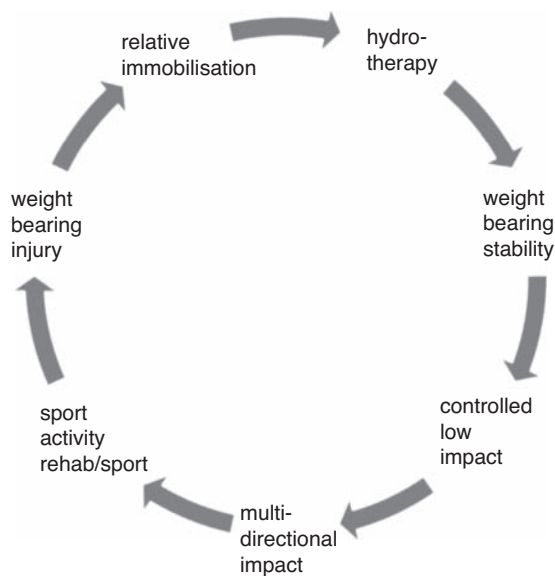 relative
immobilisation
hydro-
therapy
weight
bearing
stability
controlled
low
impact
multi-
directional
impact
sport
activity
rehab/sport
weight
bearing
injury